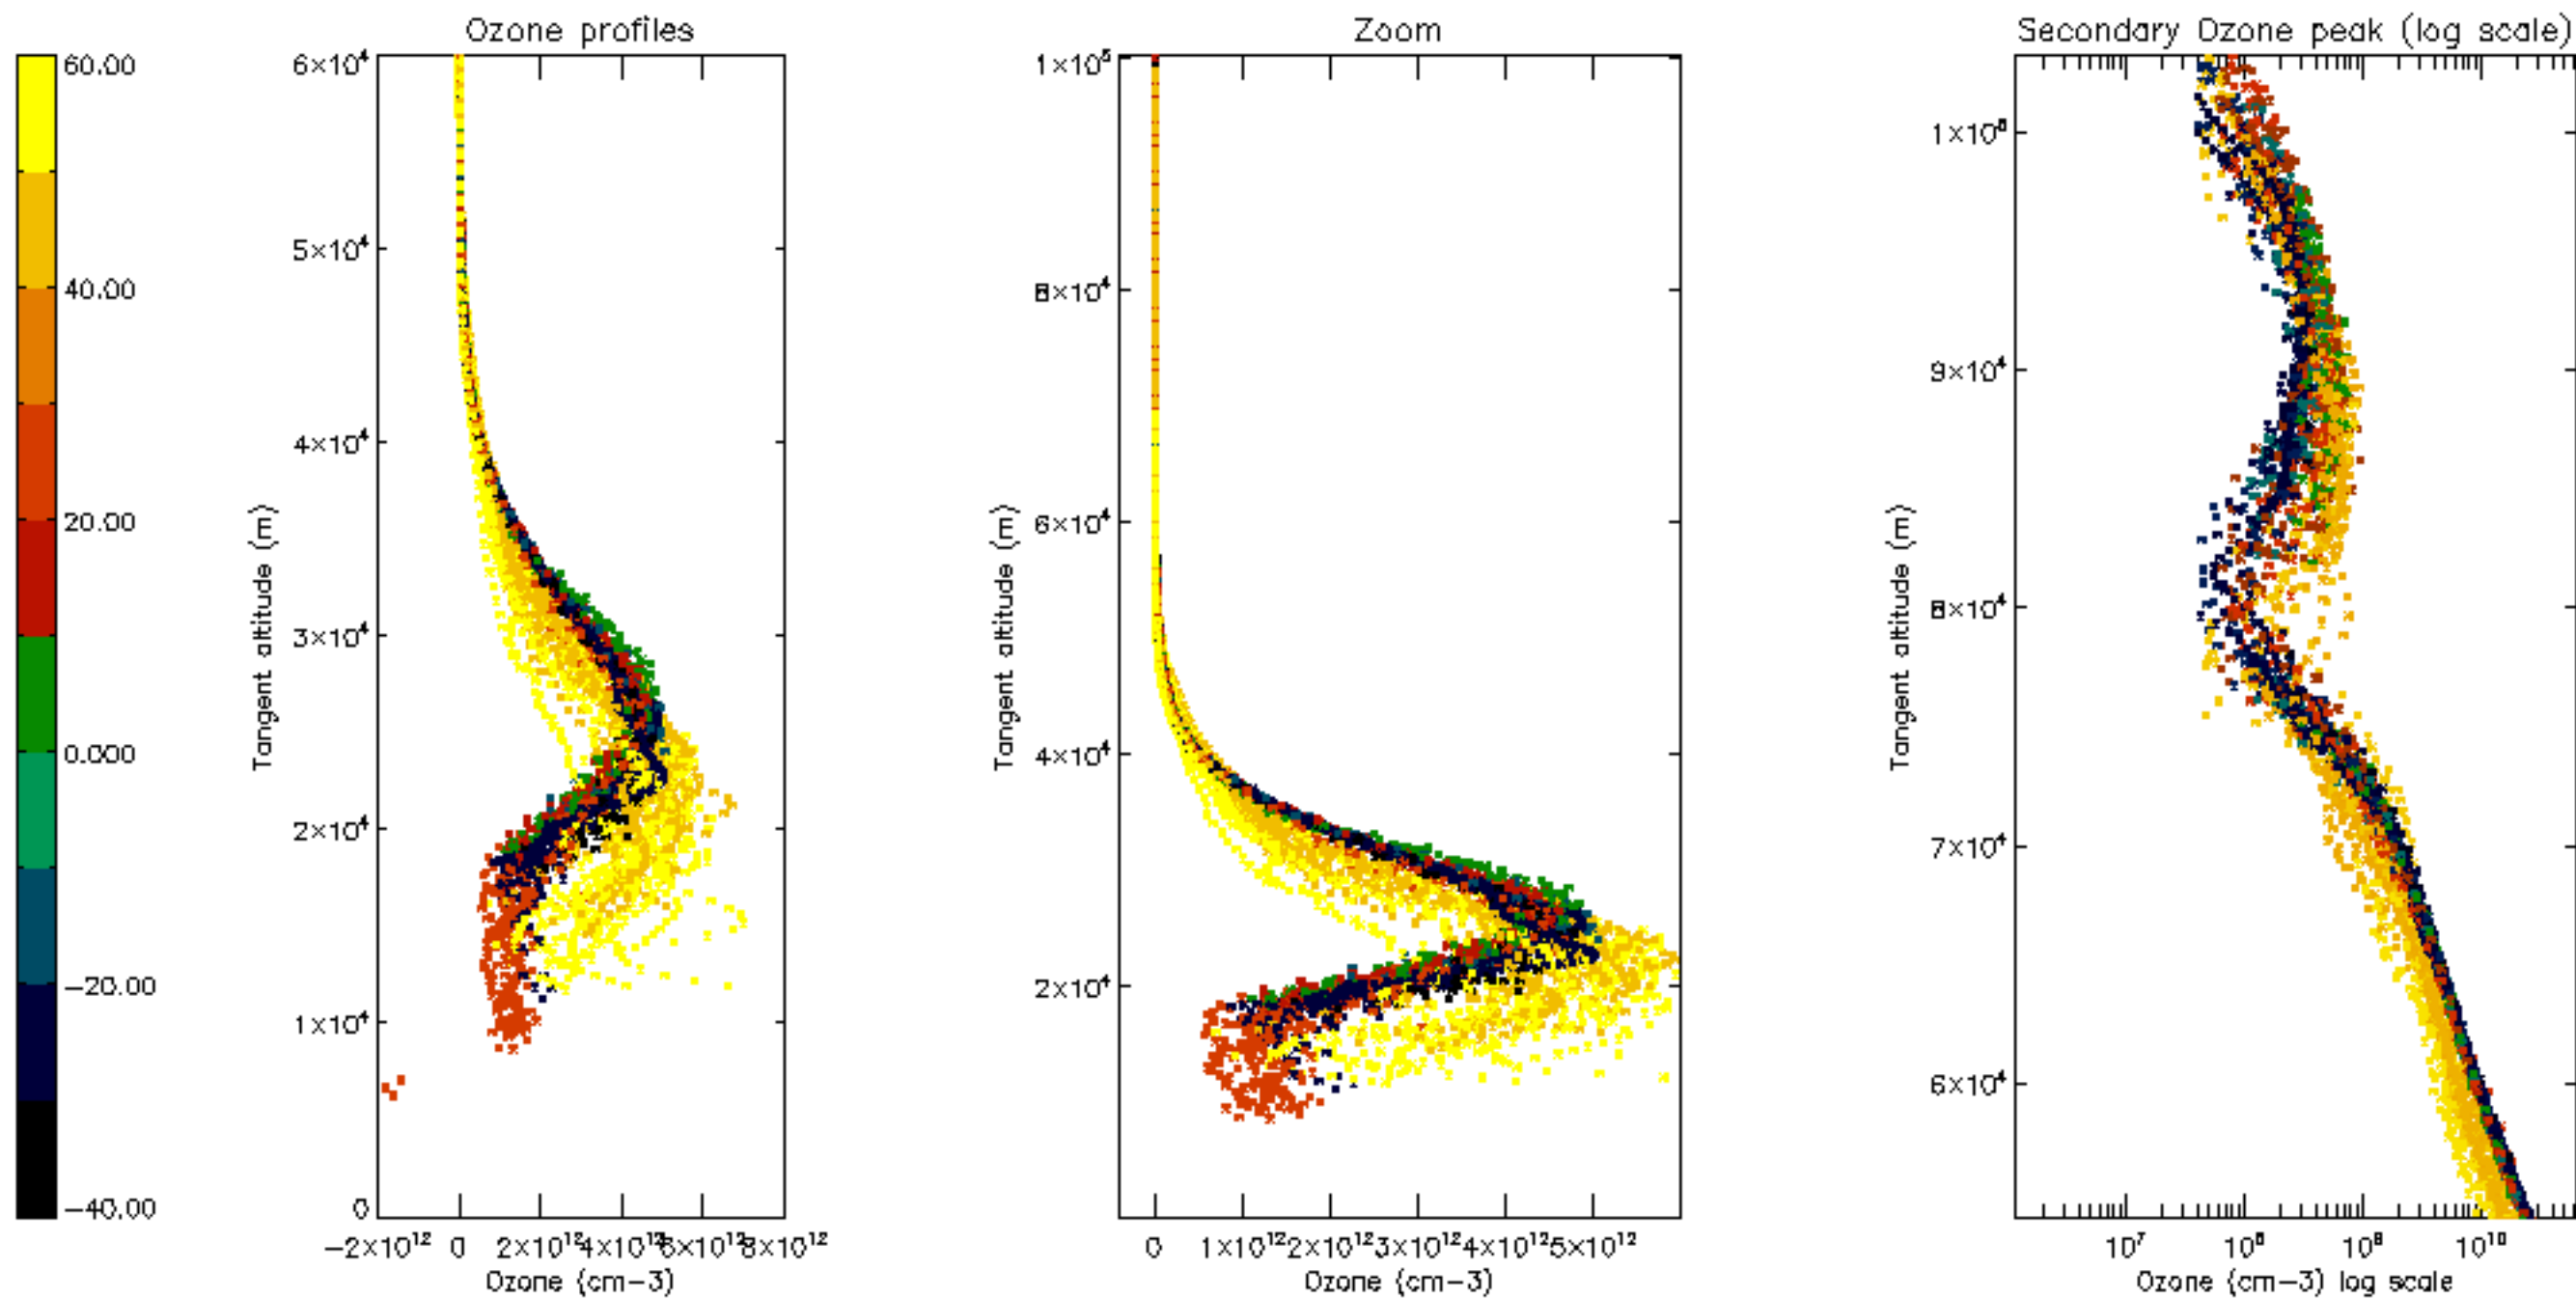 Ozone profiles
Zoom
Secondary Ozone peak (log scale)
60.00
40.00
20.00
0.000
−20.00
−40.00
6×10⁴
5×10⁴
4×10⁴
3×10⁴
2×10⁴
1×10⁴
0
Tangent altitude (m)
−2×10¹² 0 2×10¹² 4×10¹² 6×10¹² 8×10¹²
Ozone (cm−3)
1×10⁵
8×10⁴
6×10⁴
4×10⁴
2×10⁴
Tangent altitude (m)
0 1×10¹² 2×10¹² 3×10¹² 4×10¹² 5×10¹²
Ozone (cm−3)
1×10⁵
9×10⁴
8×10⁴
7×10⁴
6×10⁴
Tangent altitude (m)
10⁷ 10⁸ 10⁹ 10¹⁰
Ozone (cm−3) log scale